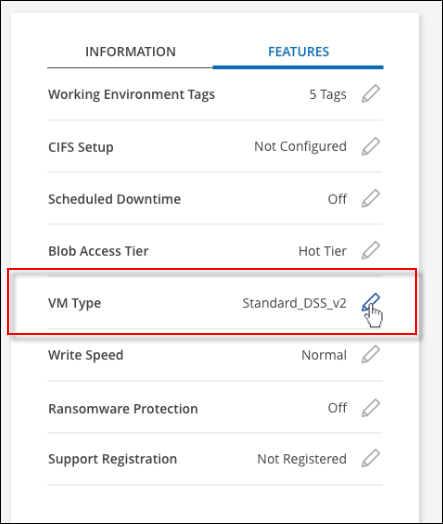 INFORMATION FEATURES
Working Environment Tags 5 Tags
CIFS Setup Not Configured
Scheduled Downtime Off
Blob Access Tier Hot Tier
VM Type Standard_DSS_v2
Write Speed Normal
Ransomware Protection Off
Support Registration Not Registered